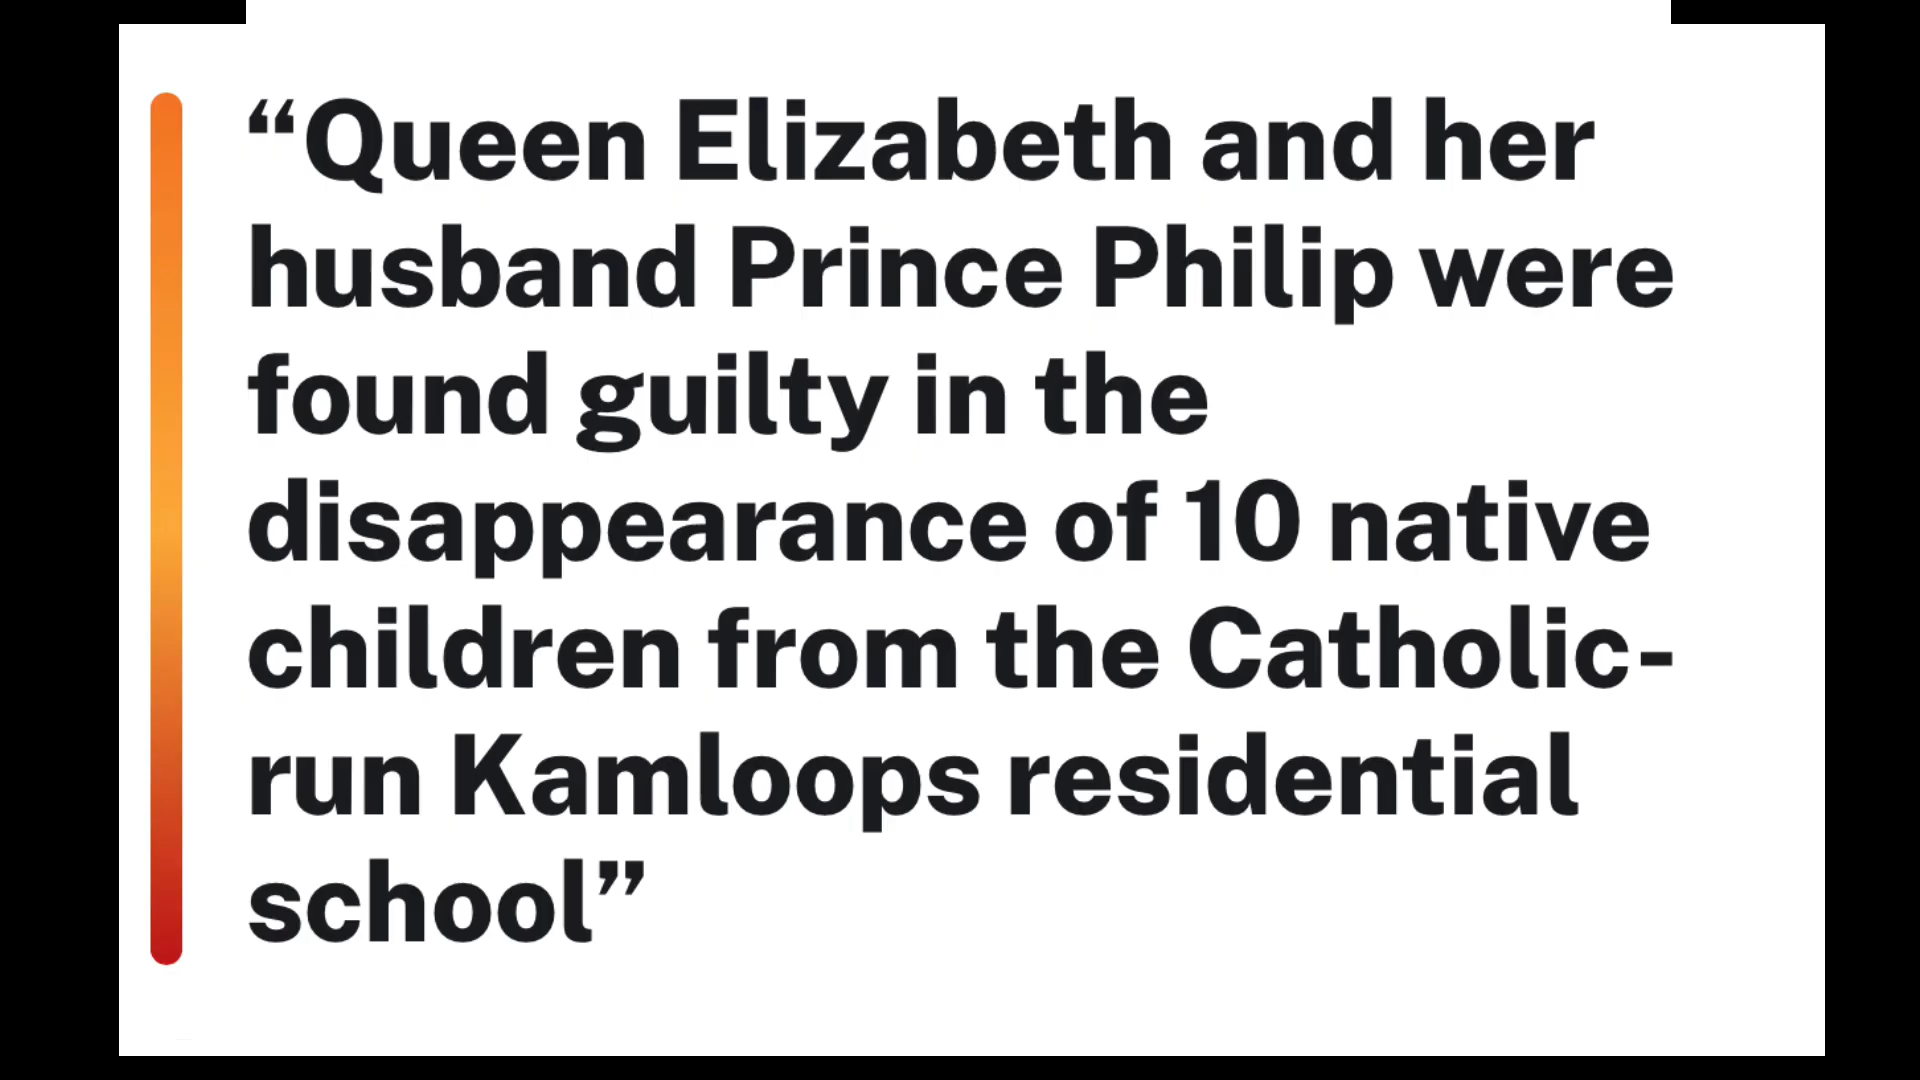 “Queen Elizabeth and her
husband Prince Philip were
found guilty in the
disappearance of 10 native
children from the Catholic-
run Kamloops residential
school”